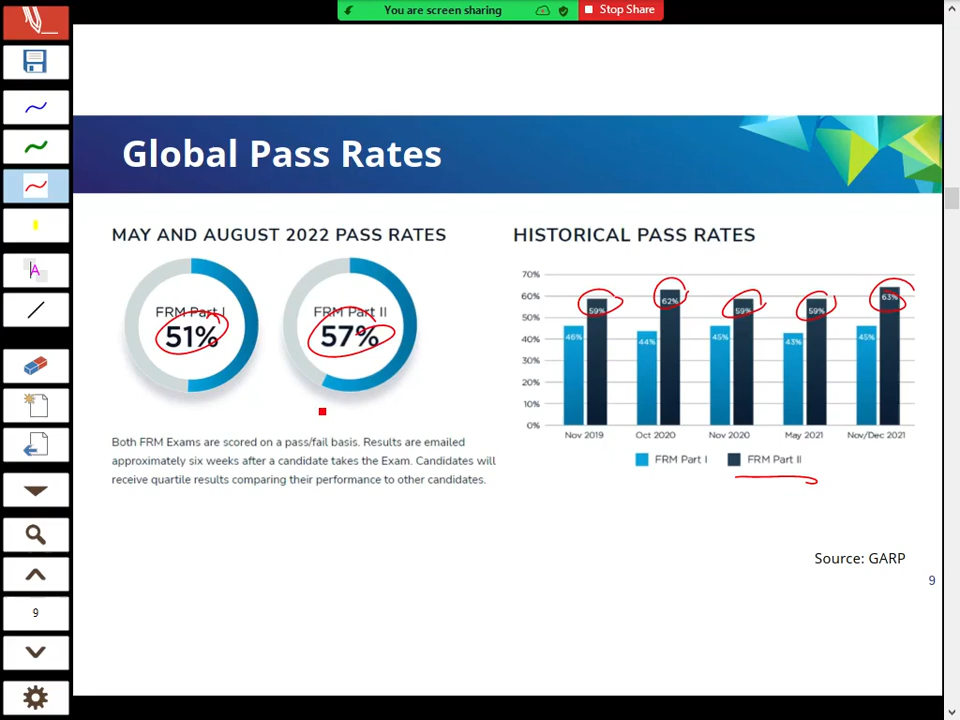 You are screen sharing
Stop Share
Global Pass Rates
MAY AND AUGUST 2022 PASS RATES
FRM Part I
51%
FRM Part II
57%
Both FRM Exams are scored on a pass/fail basis. Results are emailed
approximately six weeks after a candidate takes the Exam. Candidates will
receive quartile results comparing their performance to other candidates.
HISTORICAL PASS RATES
70%
60%
50%
40%
30%
20%
10%
0%
46% 59% 44% 62% 45% 59% 43% 59% 45% 63%
Nov 2019 Oct 2020 Nov 2020 May 2021 Nov/Dec 2021
FRM Part I FRM Part II
Source: GARP
9
A
9